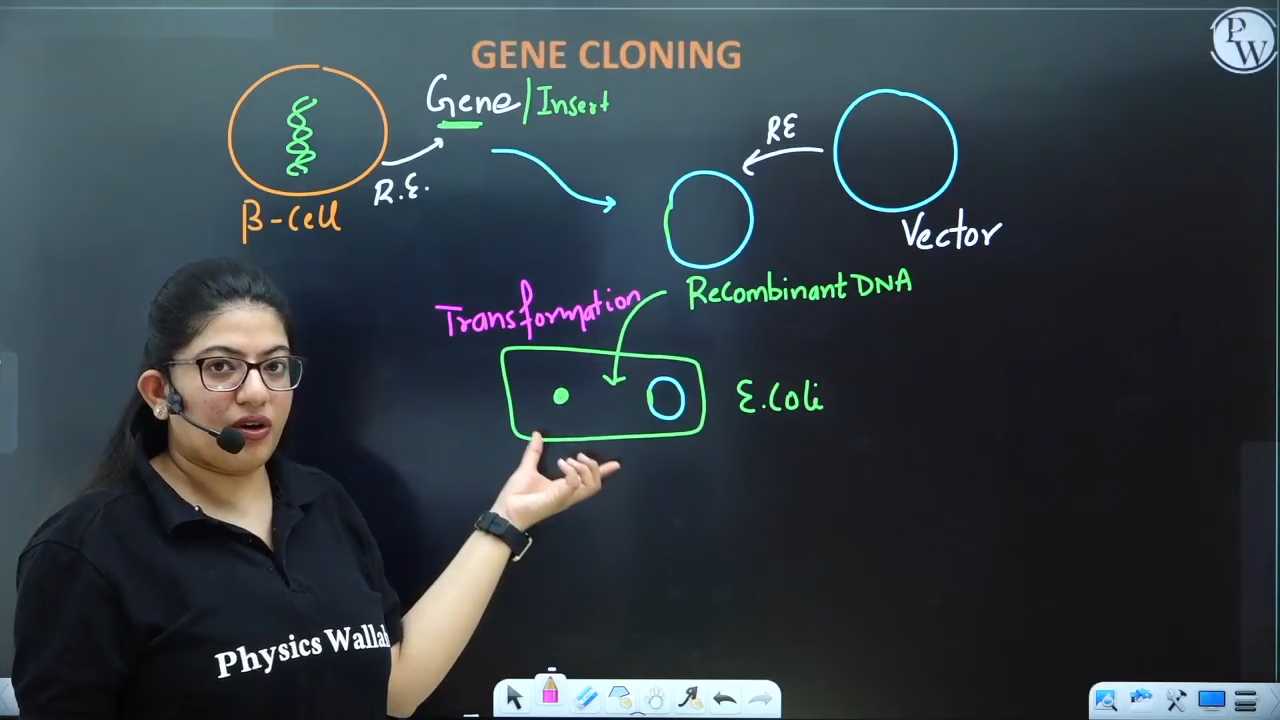 GENE CLONING
PW
Gene/Insert
R.E.
β-Cell
RE
Vector
Recombinant DNA
Transformation
E.Coli
Physics Wallah